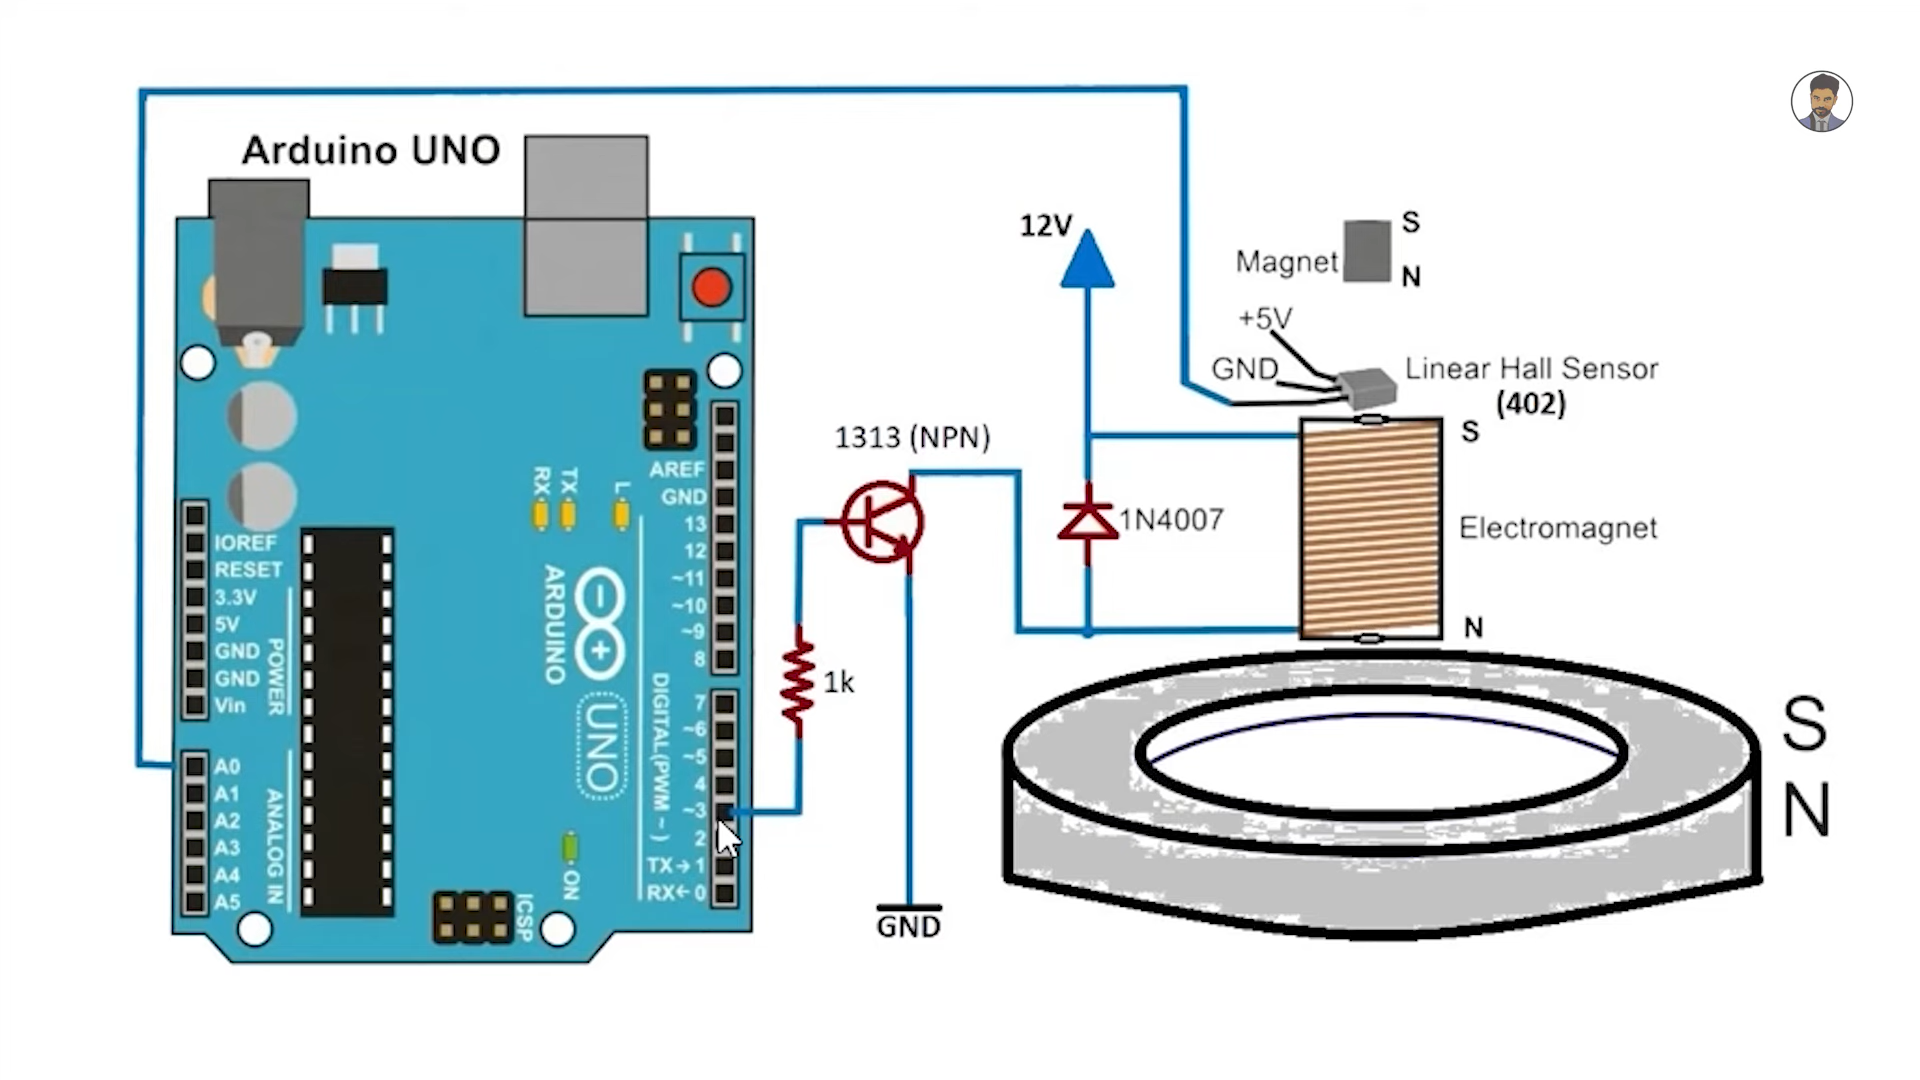 Arduino UNO
12V
S
Magnet
N
+5V
GND
Linear Hall Sensor
(402)
S
1313 (NPN)
AREF
GND
13
12
~11
~10
~9
8
RX
TX
L
1N4007
Electromagnet
N
IOREF
RESET
3.3V
5V
GND
GND
Vin
POWER
ARDUINO
UNO
DIGITAL(PWM ~)
7
~6
~5
4
~3
2
TX→1
RX←0
1k
A0
A1
A2
A3
A4
A5
ANALOG IN
ON
ICSP
GND
S
N